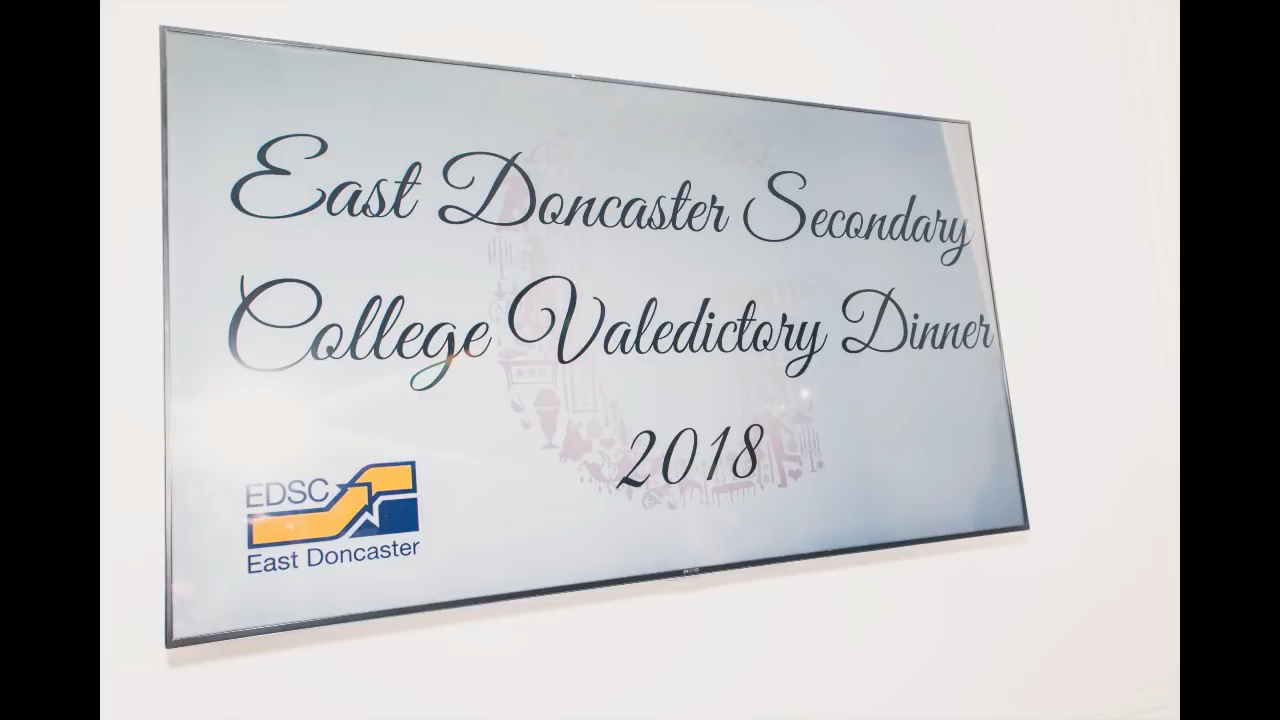 East Doncaster Secondary
College Valedictory Dinner
2018
EDSC
East Doncaster